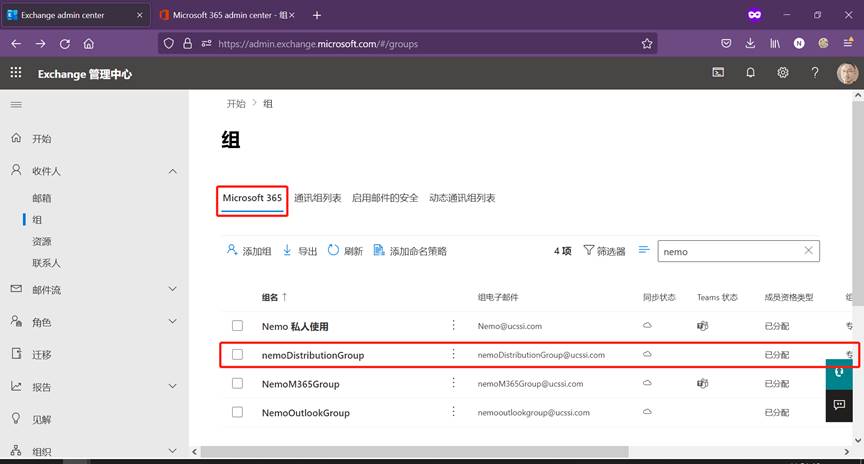 Exchange admin center
Microsoft 365 admin center - 组
https://admin.exchange.microsoft.com/#/groups
Exchange 管理中心
开始
收件人
邮箱
组
资源
联系人
邮件流
角色
迁移
报告
见解
组织
开始 > 组
组
Microsoft 365 通讯组列表 启用邮件的安全 动态通讯组列表
添加组 导出 刷新 添加命名策略 4 项 筛选器 nemo
组名 ↑ 组电子邮件 同步状态 Teams 状态 成员资格类型 组
Nemo 私人使用 Nemo@ucssi.com 已分配 专
nemoDistributionGroup nemoDistributionGroup@ucssi.com 已分配 专
NemoM365Group nemoM365Group@ucssi.com 已分配
NemoOutlookGroup nemooutlookgroup@ucssi.com 已分配